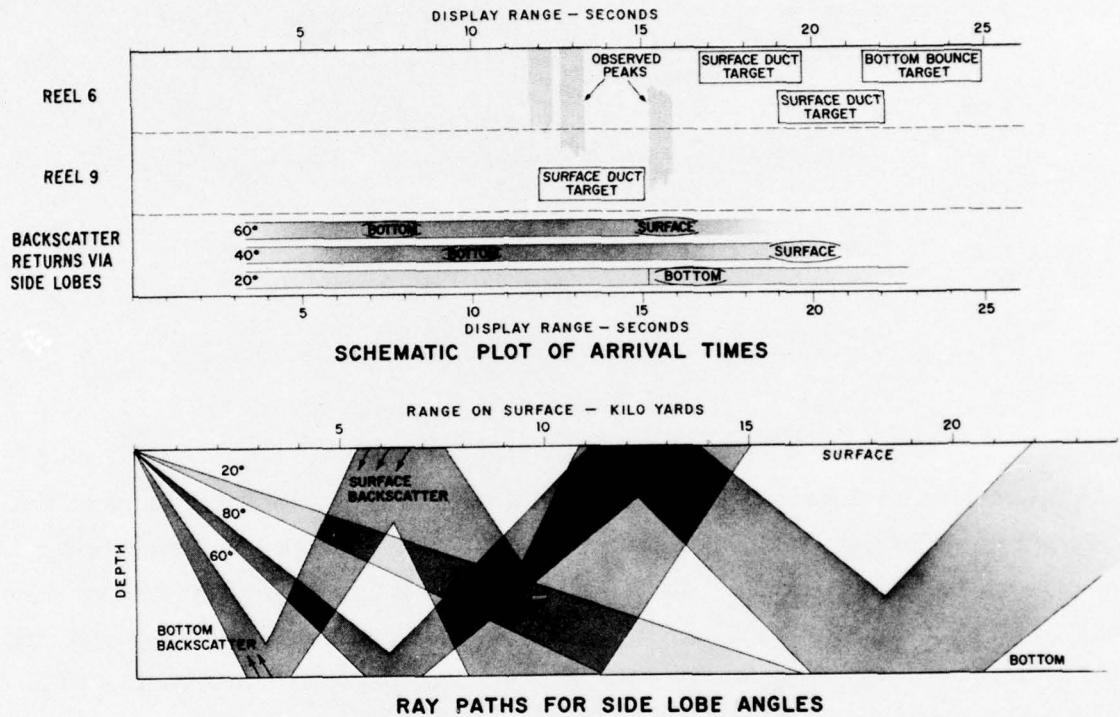 DISPLAY RANGE — SECONDS
5 10 15 20 25
REEL 6
OBSERVED
PEAKS
SURFACE DUCT
TARGET
BOTTOM BOUNCE
TARGET
SURFACE DUCT
TARGET
REEL 9
SURFACE DUCT
TARGET
BACKSCATTER
RETURNS VIA
SIDE LOBES
60° BOTTOM SURFACE
40° BOTTOM SURFACE
20° BOTTOM
5 10 15 20 25
DISPLAY RANGE — SECONDS
SCHEMATIC PLOT OF ARRIVAL TIMES
RANGE ON SURFACE — KILO YARDS
5 10 15 20
SURFACE
20°
SURFACE
BACKSCATTER
80°
60°
DEPTH
BOTTOM
BACKSCATTER
BOTTOM
RAY PATHS FOR SIDE LOBE ANGLES